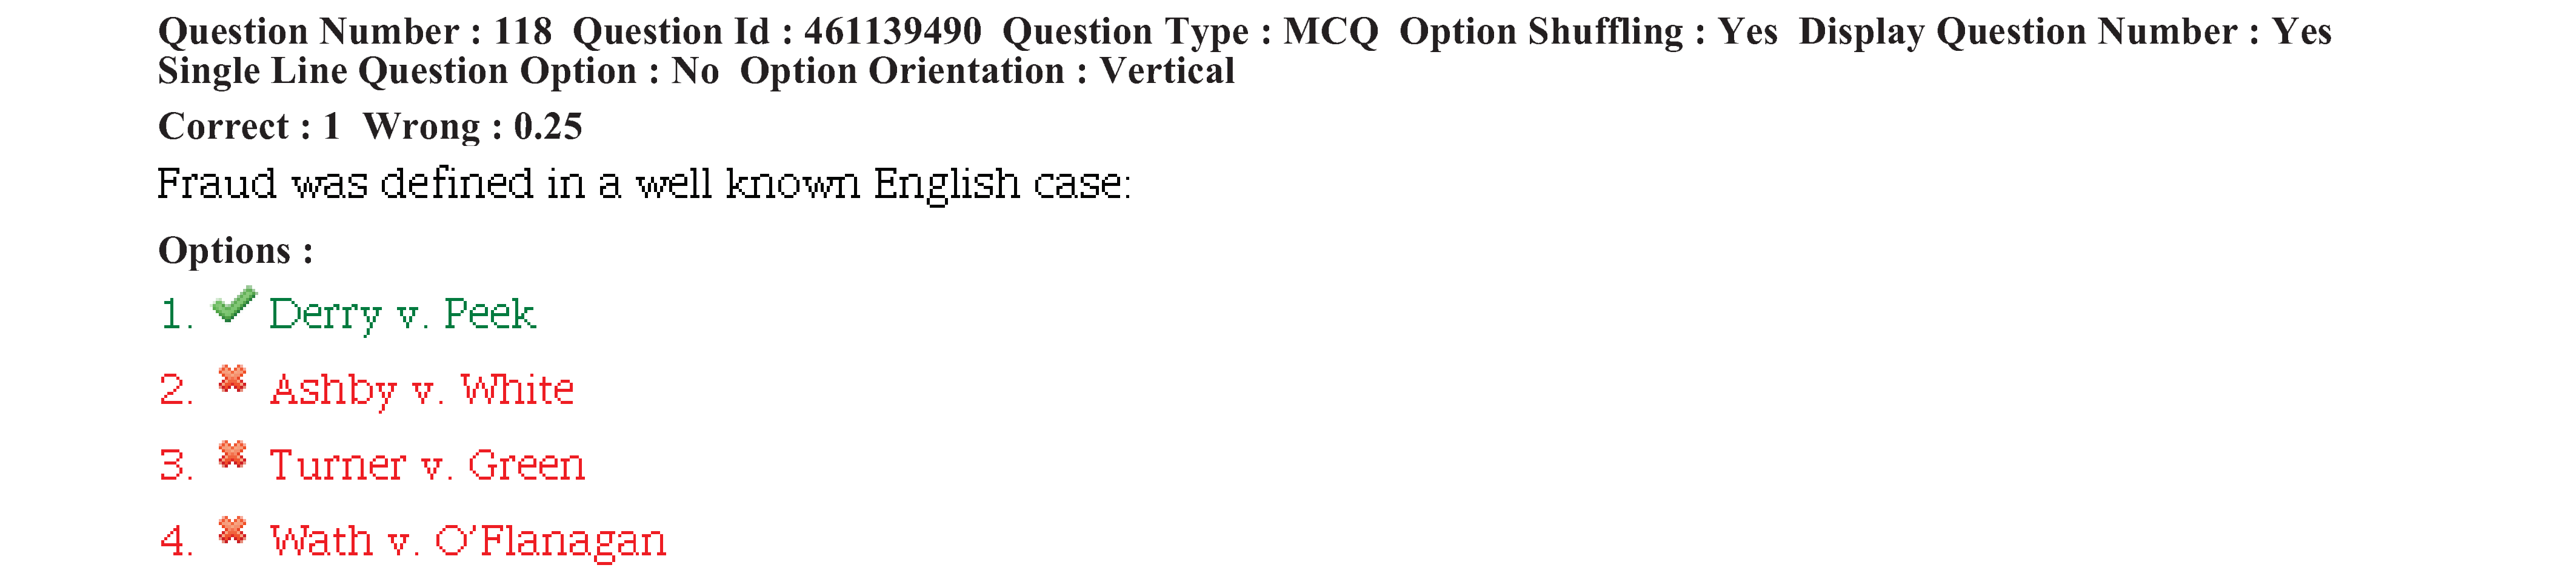 Question Number : 118 Question Id : 461139490 Question Type : MCQ Option Shuffling : Yes Display Question Number : Yes
Single Line Question Option : No Option Orientation : Vertical
Correct : 1 Wrong : 0.25
Fraud was defined in a well known English case:
Options :
1. Derry v. Peek
2. Ashby v. White
3. Turner v. Green
4. Wath v. O'Flanagan